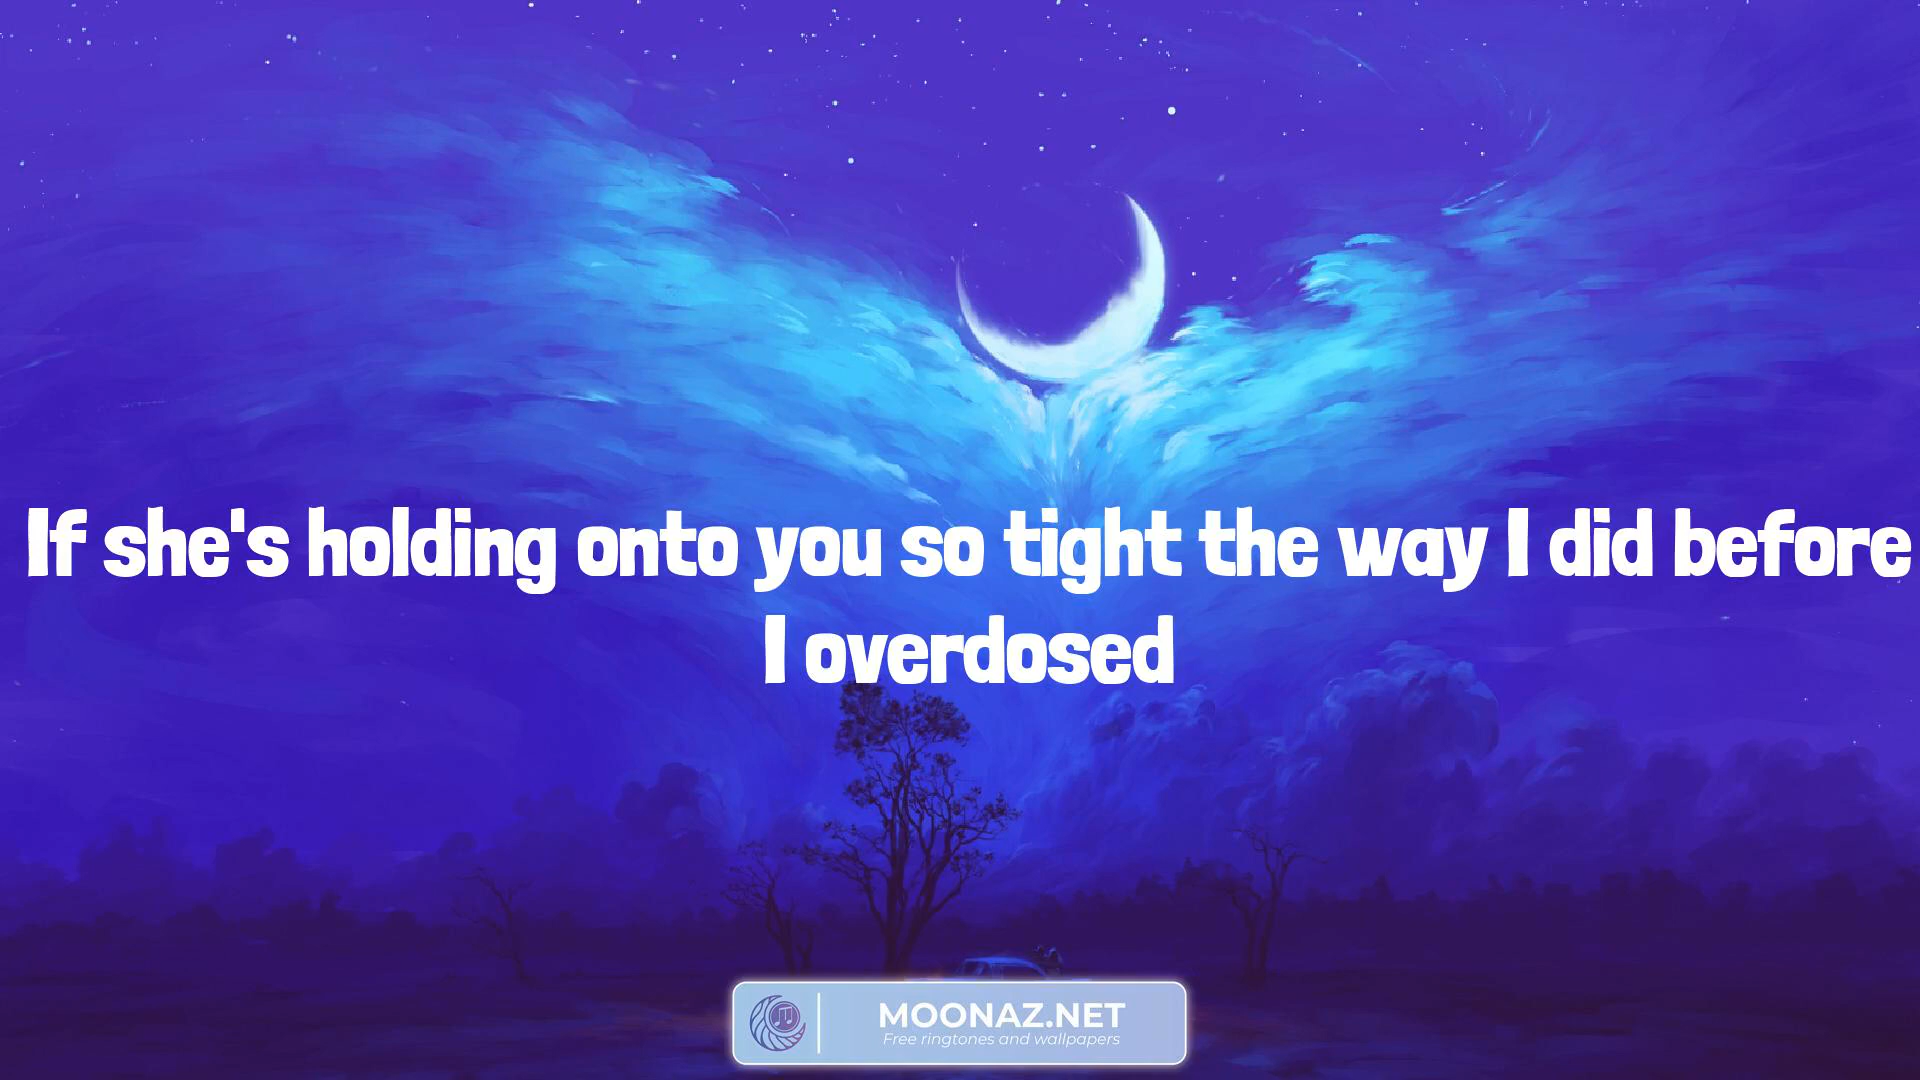 If she's holding onto you so tight the way I did before
I overdosed
MOONAZ.NET
Free ringtones and wallpapers